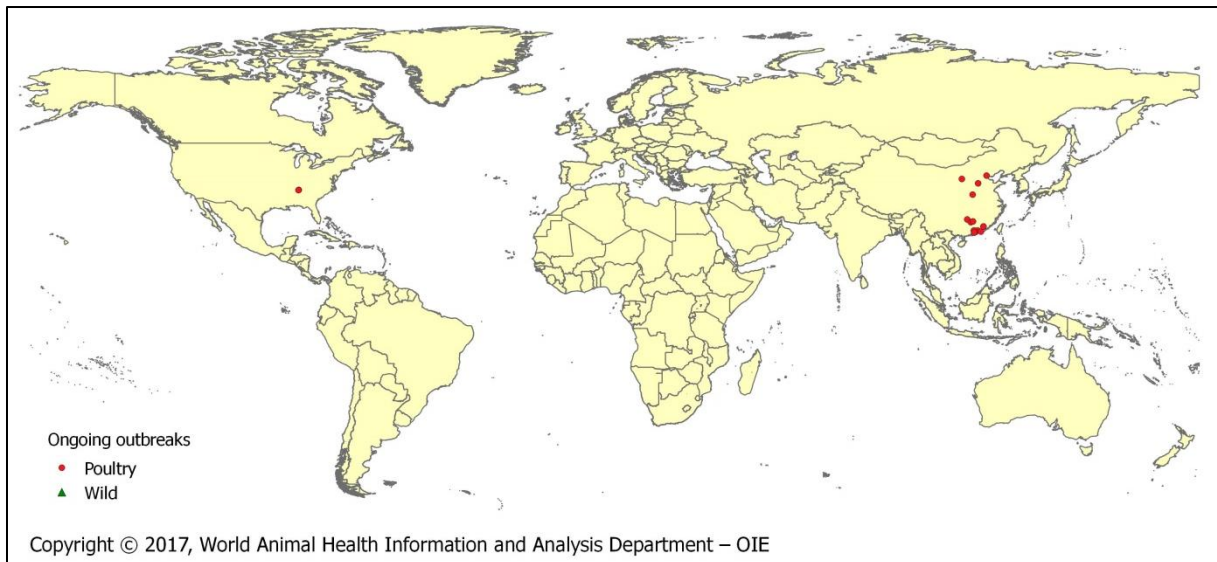 Ongoing outbreaks
Poultry
Wild
Copyright © 2017, World Animal Health Information and Analysis Department – OIE